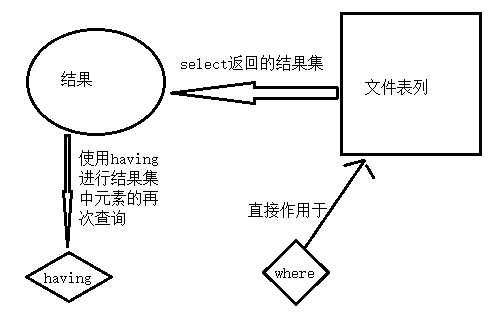 select返回的结果集
结果
文件表列
使用having
进行结果集
中元素的再
次查询
直接作用于
having
where